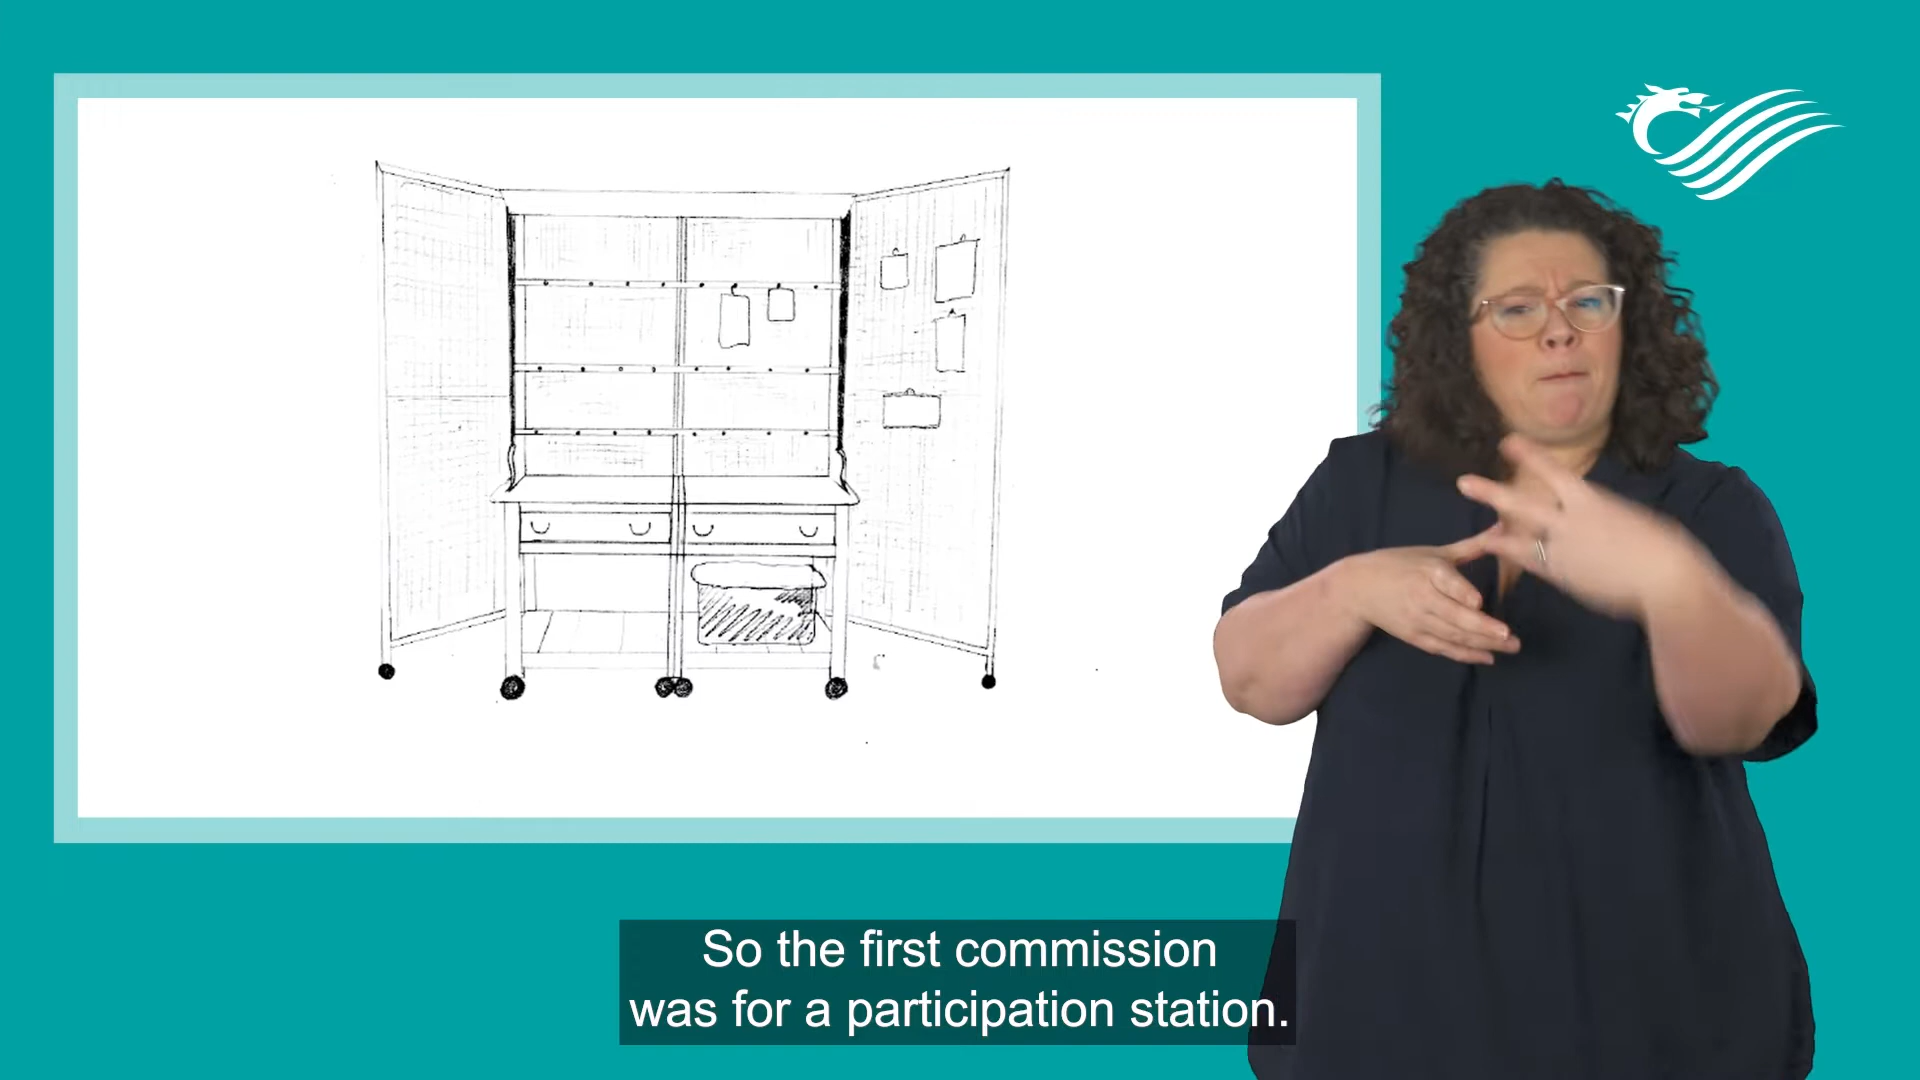 So the first commission
was for a participation station.